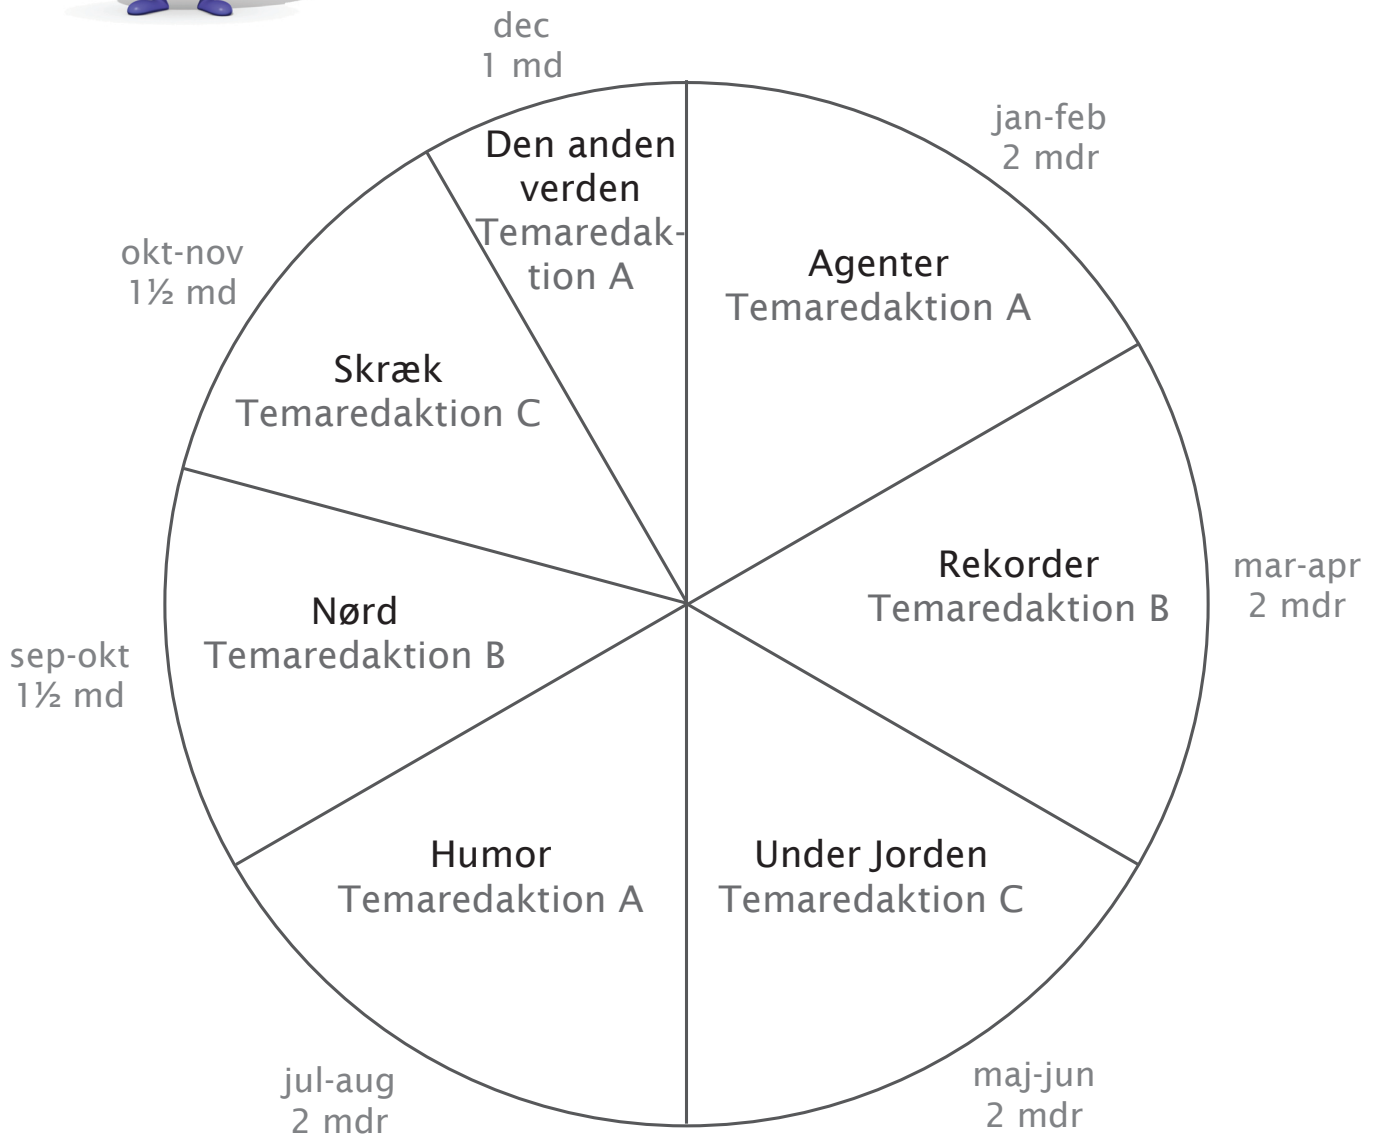 dec
1 md
jan-feb
2 mdr
Den anden
verden
Temaredak-
tion A
Agenter
Temaredaktion A
okt-nov
1½ md
Skræk
Temaredaktion C
Rekorder
Temaredaktion B
mar-apr
2 mdr
Nørd
Temaredaktion B
sep-okt
1½ md
Humor
Temaredaktion A
Under Jorden
Temaredaktion C
jul-aug
2 mdr
maj-jun
2 mdr